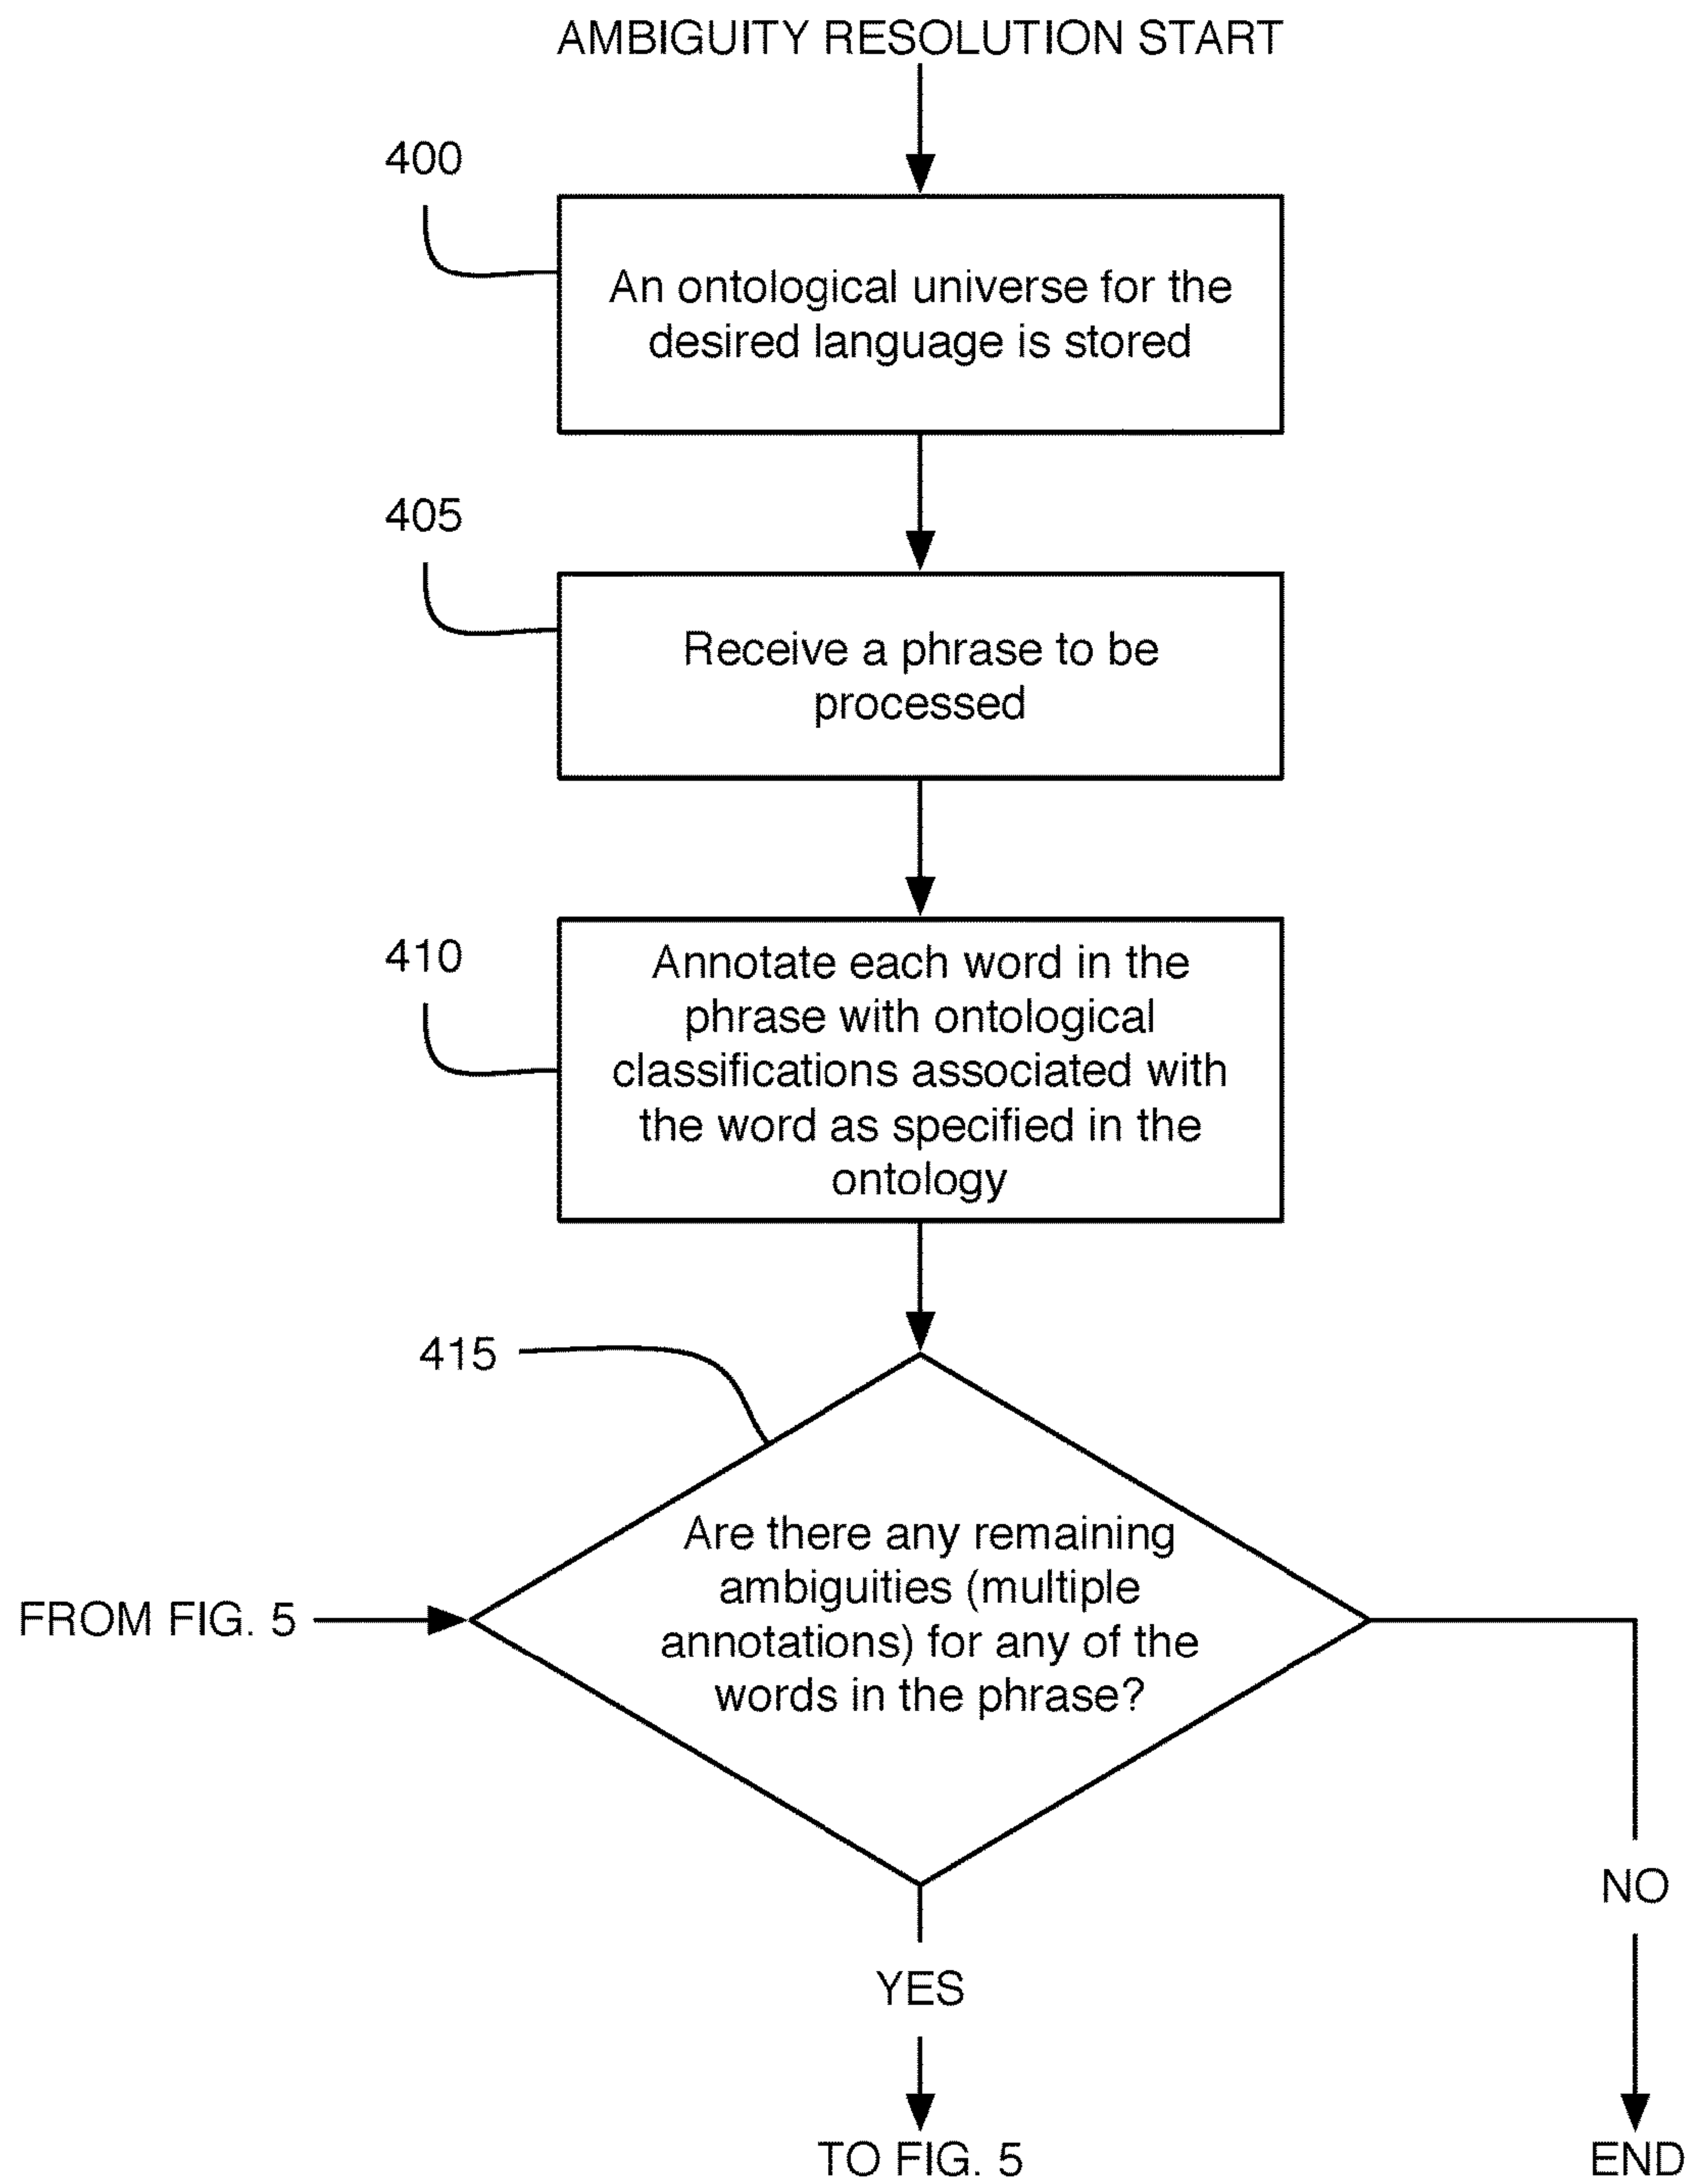 AMBIGUITY RESOLUTION START
400
An ontological universe for the
desired language is stored
405
Receive a phrase to be
processed
410
Annotate each word in the
phrase with ontological
classifications associated with
the word as specified in the
ontology
415
Are there any remaining
ambiguities (multiple
annotations) for any of the
words in the phrase?
FROM FIG. 5
NO
YES
TO FIG. 5
END